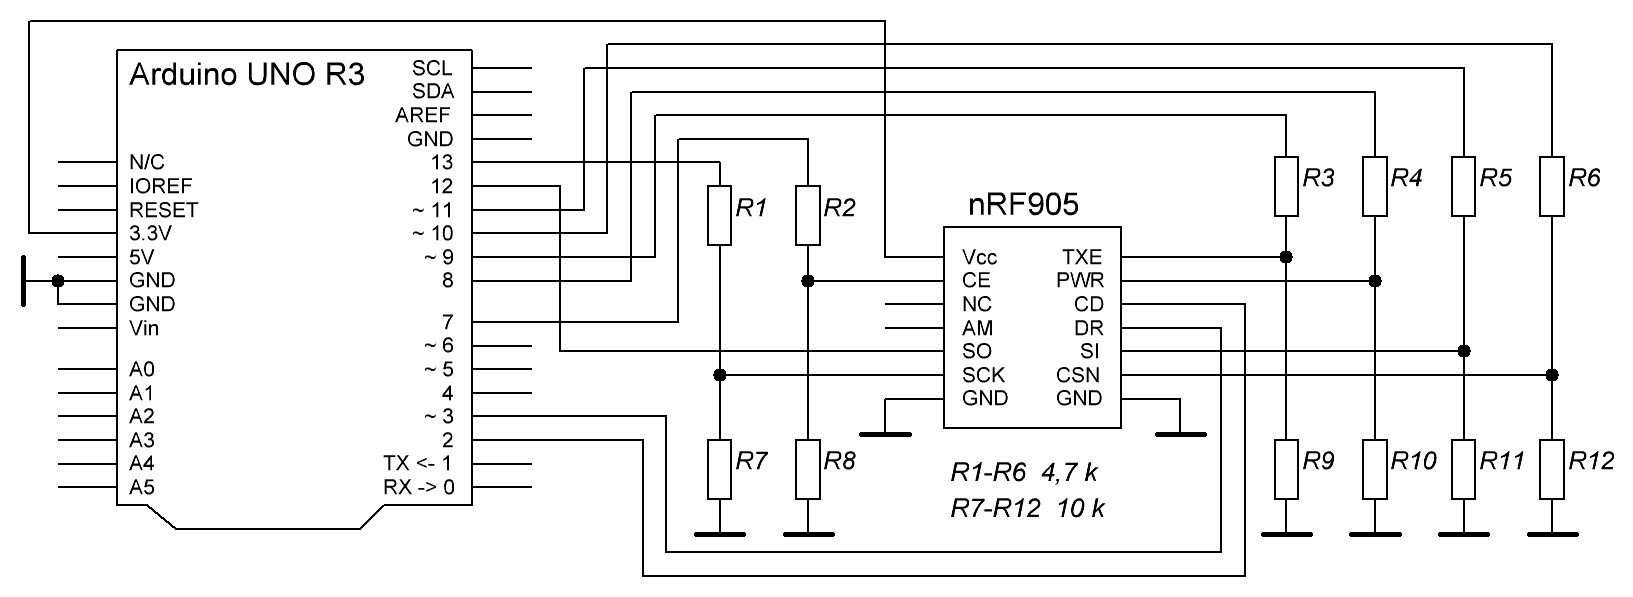 Arduino UNO R3
N/C
IOREF
RESET
3.3V
5V
GND
GND
Vin
A0
A1
A2
A3
A4
A5
SCL
SDA
AREF
GND
13
12
~ 11
~ 10
~ 9
8
7
~ 6
~ 5
4
~ 3
2
TX <- 1
RX -> 0
R1
R2
R7
R8
nRF905
Vcc
CE
NC
AM
SO
SCK
GND
TXE
PWR
CD
DR
SI
CSN
GND
R1-R6 4,7 k
R7-R12 10 k
R3
R4
R5
R6
R9
R10
R11
R12